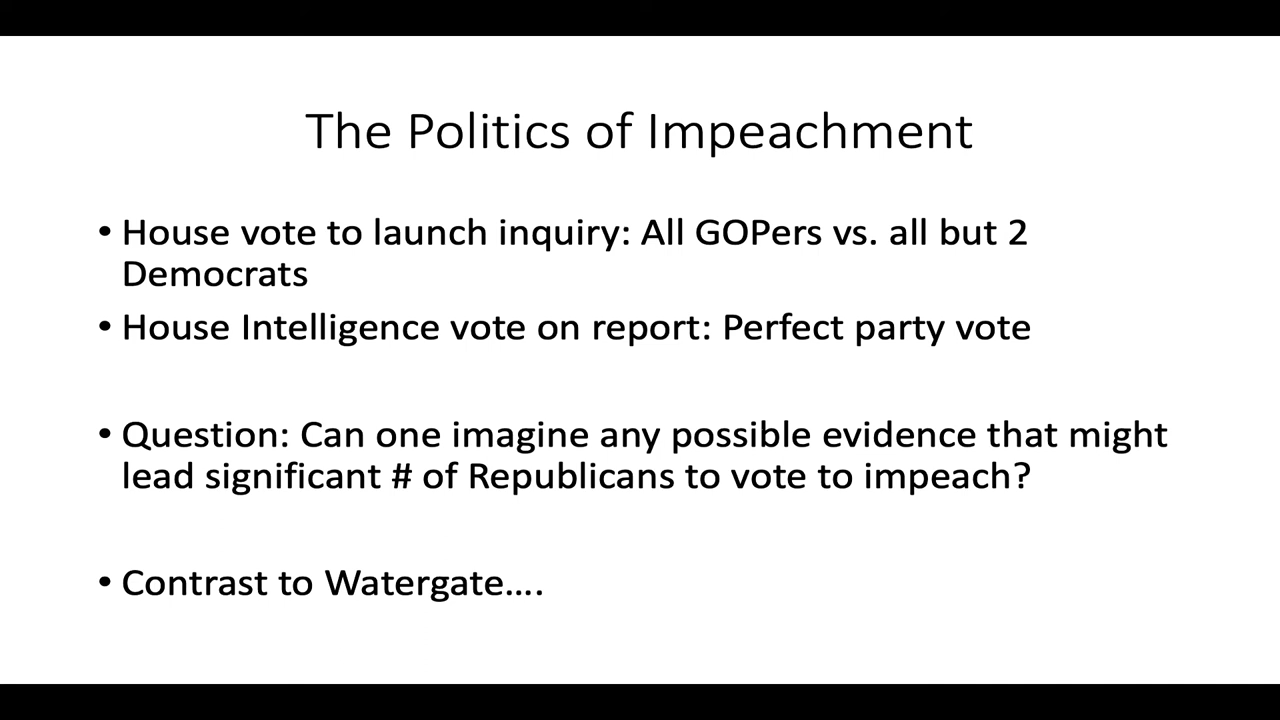 The Politics of Impeachment
• House vote to launch inquiry: All GOPers vs. all but 2
Democrats
• House Intelligence vote on report: Perfect party vote
• Question: Can one imagine any possible evidence that might
lead significant # of Republicans to vote to impeach?
• Contrast to Watergate….